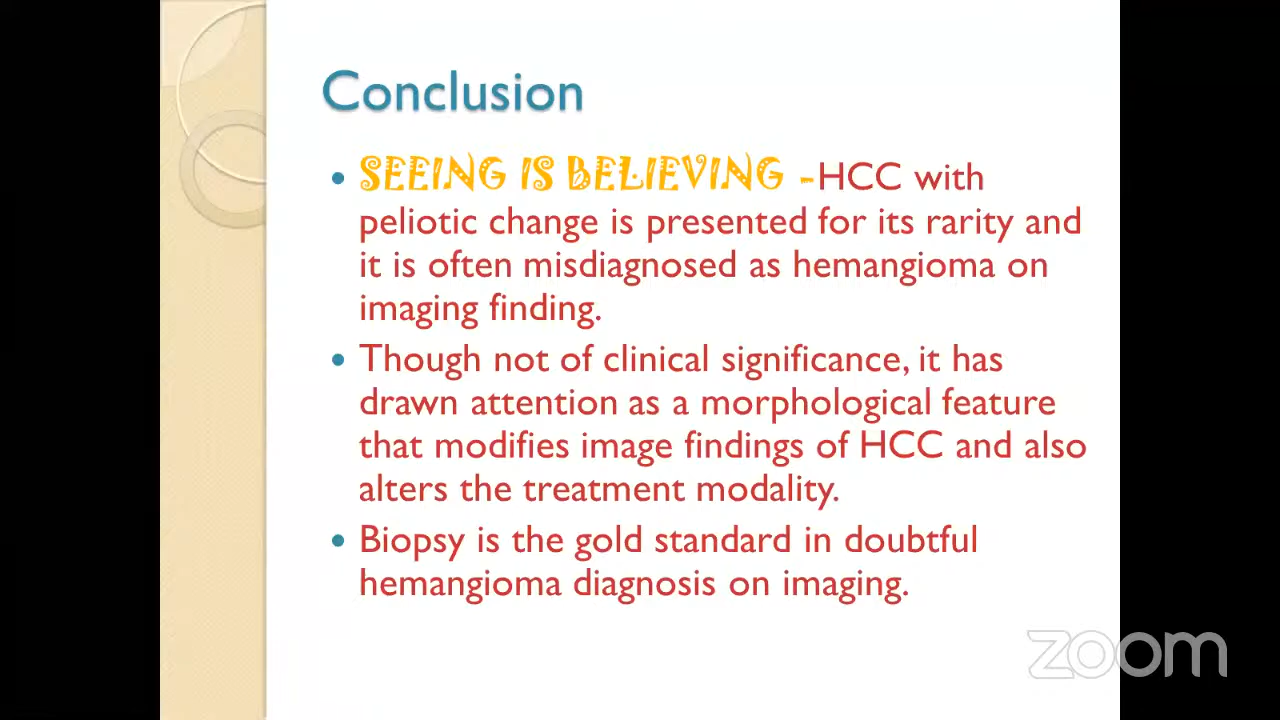 Conclusion
SEEING IS BELIEVING -HCC with
peliotic change is presented for its rarity and
it is often misdiagnosed as hemangioma on
imaging finding.
Though not of clinical significance, it has
drawn attention as a morphological feature
that modifies image findings of HCC and also
alters the treatment modality.
Biopsy is the gold standard in doubtful
hemangioma diagnosis on imaging.
zoom